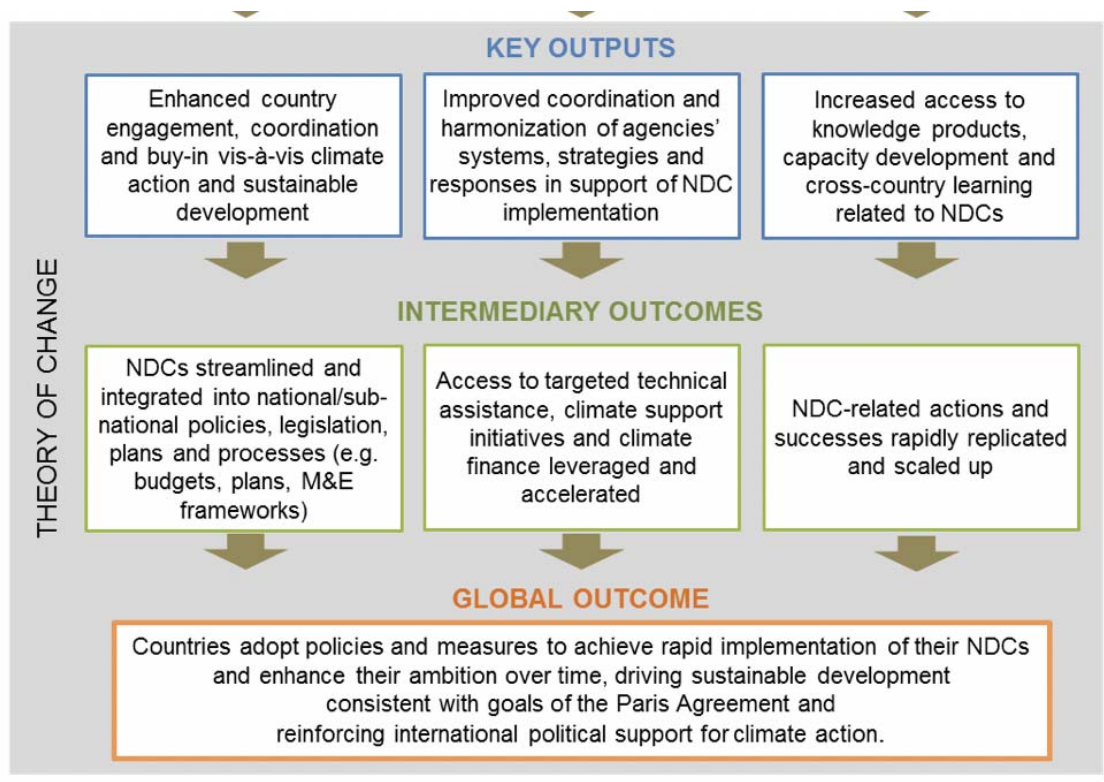 KEY OUTPUTS
Enhanced country
engagement, coordination
and buy-in vis-à-vis climate
action and sustainable
development
Improved coordination and
harmonization of agencies’
systems, strategies and
responses in support of NDC
implementation
Increased access to
knowledge products,
capacity development and
cross-country learning
related to NDCs
THEORY OF CHANGE
INTERMEDIARY OUTCOMES
NDCs streamlined and
integrated into national/sub-
national policies, legislation,
plans and processes (e.g.
budgets, plans, M&E
frameworks)
Access to targeted technical
assistance, climate support
initiatives and climate
finance leveraged and
accelerated
NDC-related actions and
successes rapidly replicated
and scaled up
GLOBAL OUTCOME
Countries adopt policies and measures to achieve rapid implementation of their NDCs
and enhance their ambition over time, driving sustainable development
consistent with goals of the Paris Agreement and
reinforcing international political support for climate action.